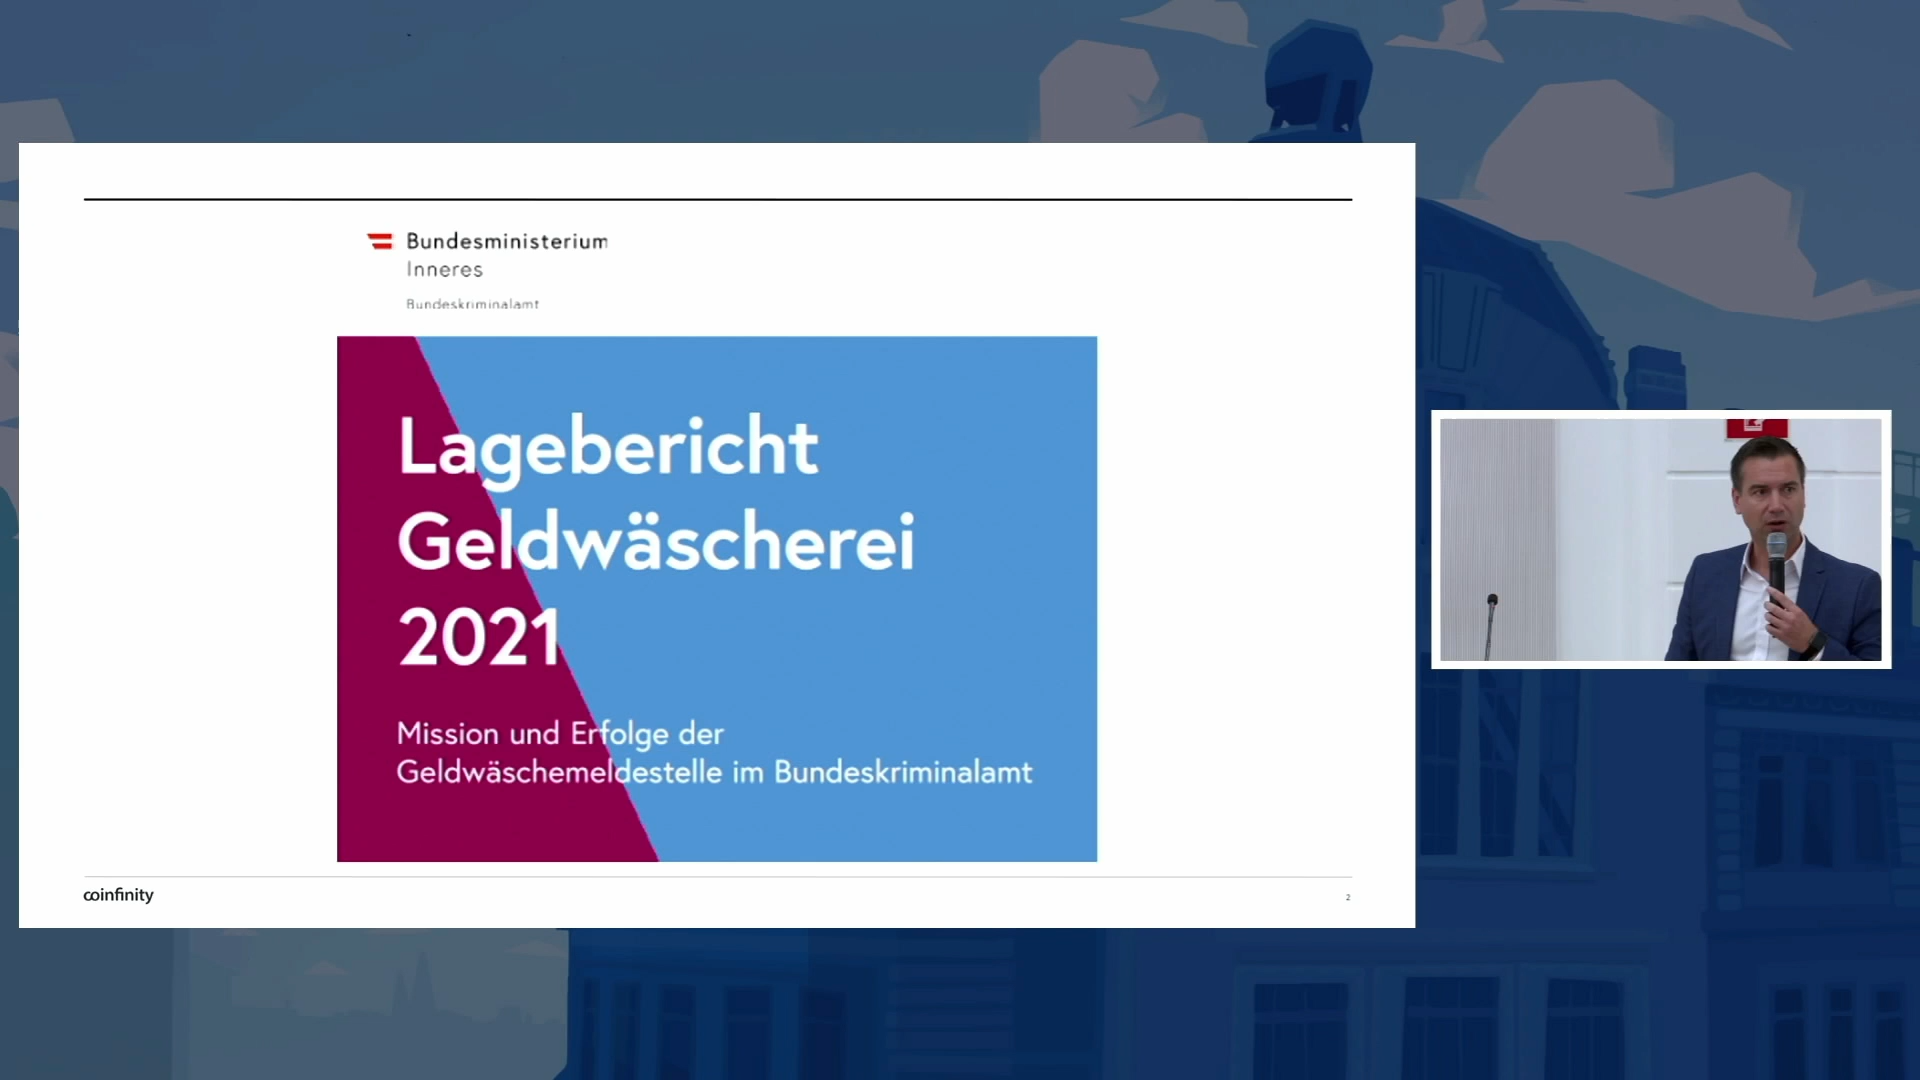 Bundesministerium
Inneres
Bundeskriminalamt
Lagebericht
Geldwäscherei
2021
Mission und Erfolge der
Geldwäschemeldestelle im Bundeskriminalamt
coinfinity
2